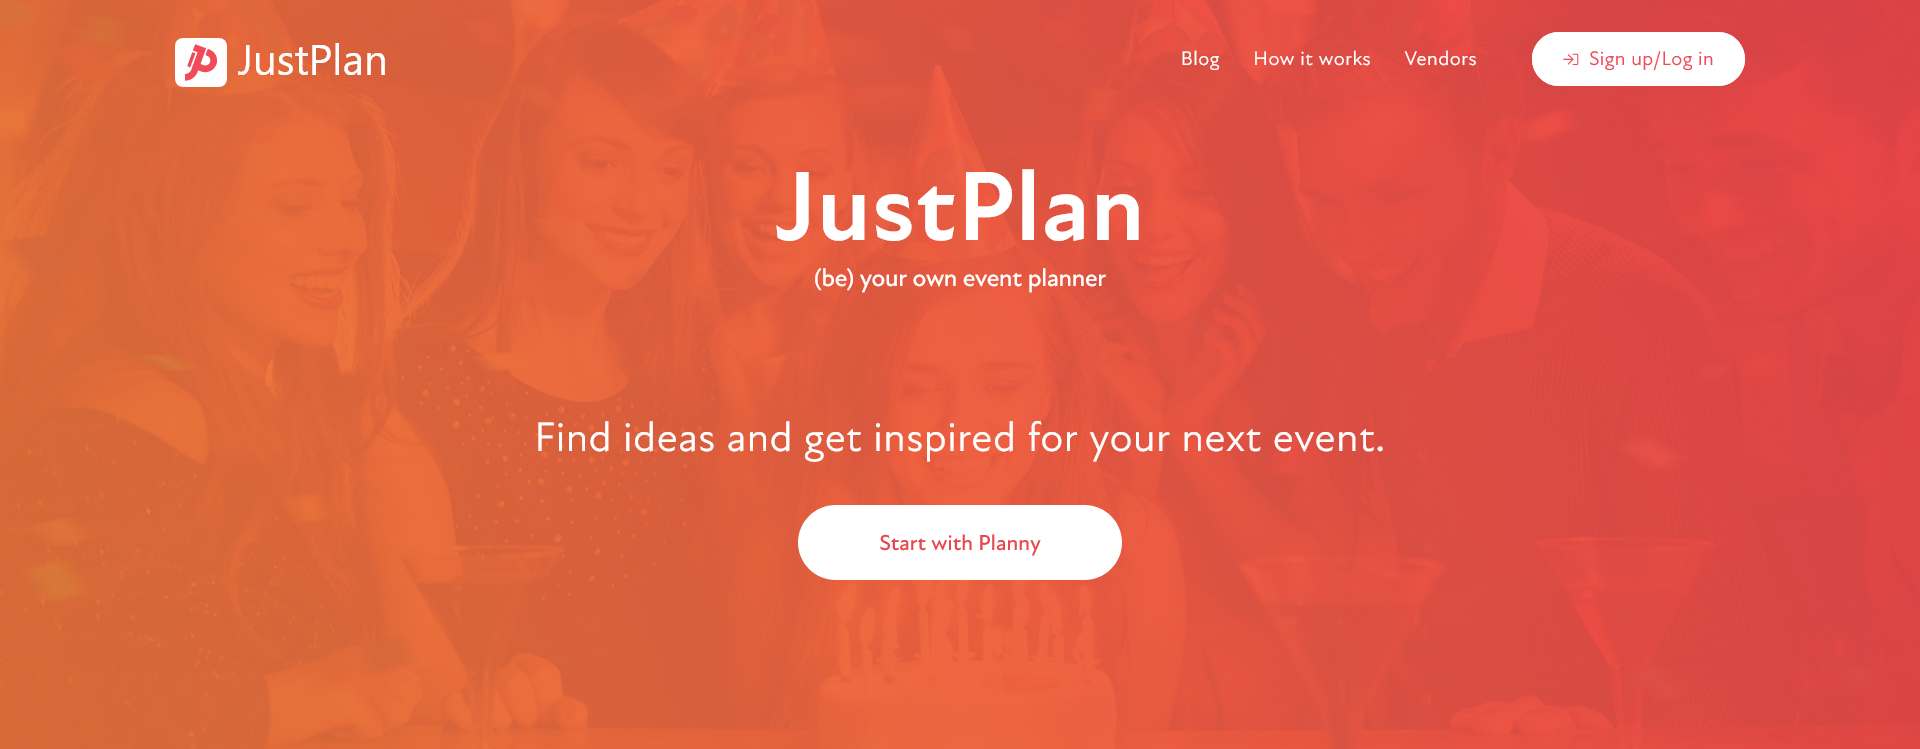 JustPlan
Blog
How it works
Vendors
Sign up/Log in
JustPlan
(be) your own event planner
Find ideas and get inspired for your next event.
Start with Planny